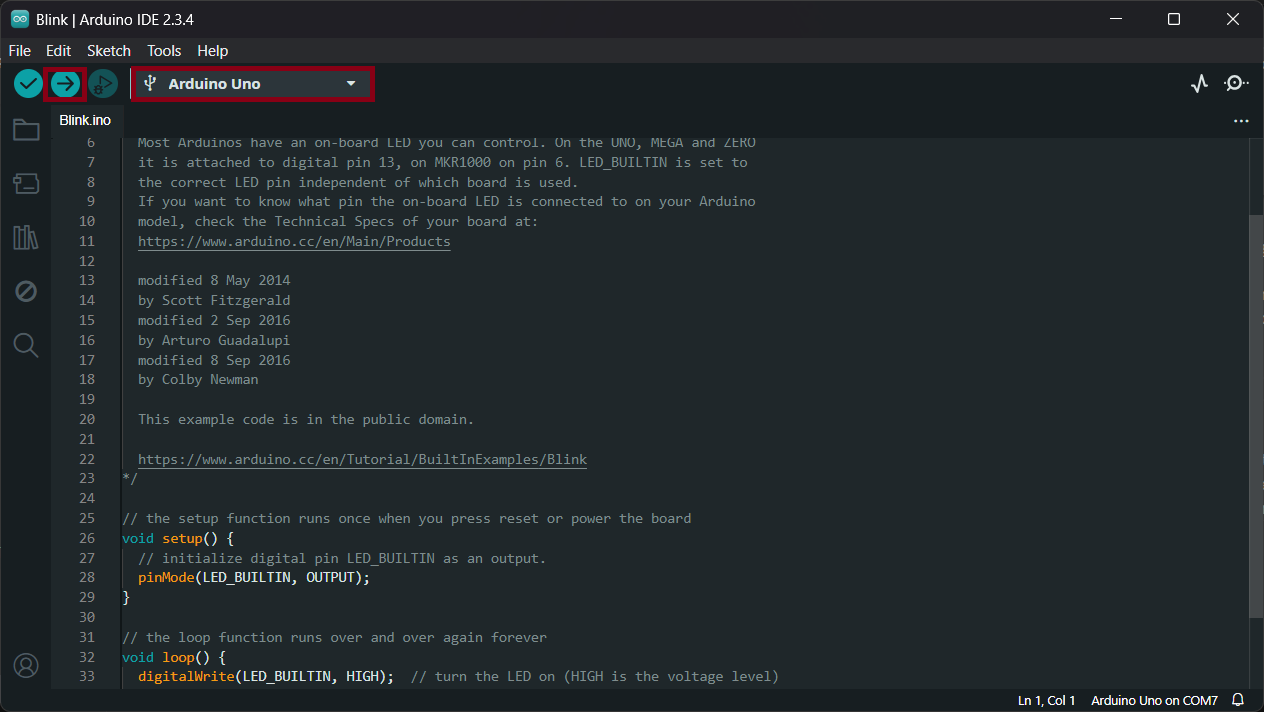 Blink | Arduino IDE 2.3.4
File Edit Sketch Tools Help
Arduino Uno
Blink.ino
6 Most Arduinos have an on-board LED you can control. On the UNO, MEGA and ZERO
7 it is attached to digital pin 13, on MKR1000 on pin 6. LED_BUILTIN is set to
8 the correct LED pin independent of which board is used.
9 If you want to know what pin the on-board LED is connected to on your Arduino
10 model, check the Technical Specs of your board at:
11 https://www.arduino.cc/en/Main/Products
12
13 modified 8 May 2014
14 by Scott Fitzgerald
15 modified 2 Sep 2016
16 by Arturo Guadalupi
17 modified 8 Sep 2016
18 by Colby Newman
19
20 This example code is in the public domain.
21
22 https://www.arduino.cc/en/Tutorial/BuiltInExamples/Blink
23 */
24
25 // the setup function runs once when you press reset or power the board
26 void setup() {
27 // initialize digital pin LED_BUILTIN as an output.
28 pinMode(LED_BUILTIN, OUTPUT);
29 }
30
31 // the loop function runs over and over again forever
32 void loop() {
33 digitalWrite(LED_BUILTIN, HIGH); // turn the LED on (HIGH is the voltage level)
Ln 1, Col 1 Arduino Uno on COM7